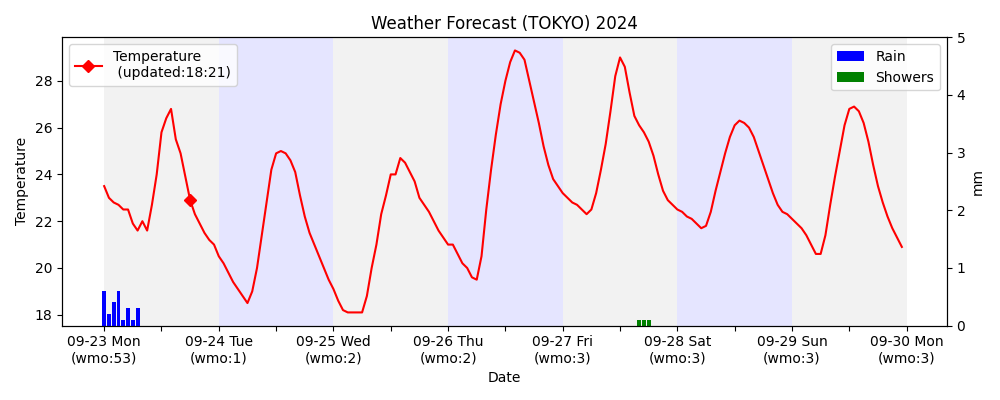 Weather Forecast (TOKYO) 2024
Temperature
(updated:18:21)
Rain
Showers
Temperature
28
26
24
22
20
18
5
4
3
2
1
0
mm
09-23 Mon
(wmo:53)
09-24 Tue
(wmo:1)
09-25 Wed
(wmo:2)
09-26 Thu
(wmo:2)
09-27 Fri
(wmo:3)
09-28 Sat
(wmo:3)
09-29 Sun
(wmo:3)
09-30 Mon
(wmo:3)
Date